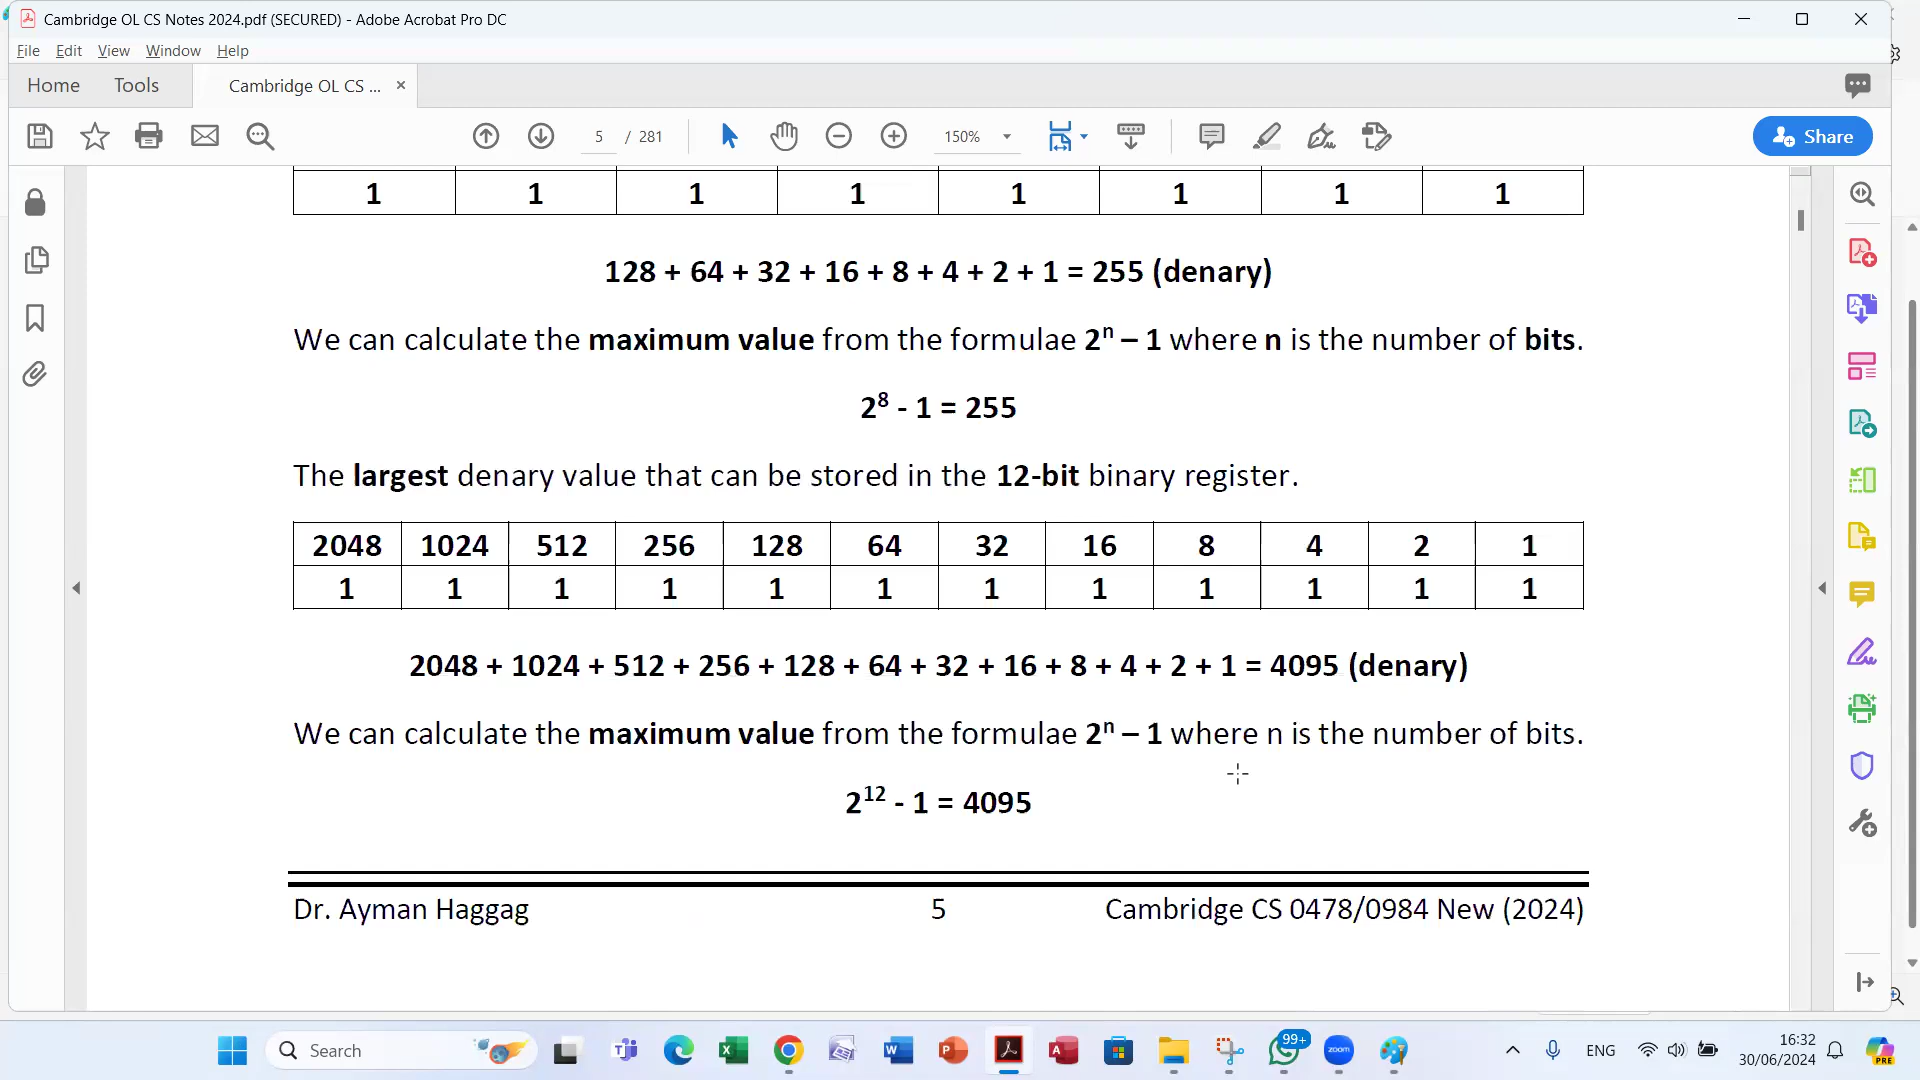 Cambridge OL CS Notes 2024.pdf (SECURED) - Adobe Acrobat Pro DC
File Edit View Window Help
Home Tools Cambridge OL CS ... ×
5 / 281 150% Share
1 1 1 1 1 1 1 1
128 + 64 + 32 + 16 + 8 + 4 + 2 + 1 = 255 (denary)
We can calculate the maximum value from the formulae 2ⁿ – 1 where n is the number of bits.
2⁸ - 1 = 255
The largest denary value that can be stored in the 12-bit binary register.
2048 1024 512 256 128 64 32 16 8 4 2 1
1 1 1 1 1 1 1 1 1 1 1 1
2048 + 1024 + 512 + 256 + 128 + 64 + 32 + 16 + 8 + 4 + 2 + 1 = 4095 (denary)
We can calculate the maximum value from the formulae 2ⁿ – 1 where n is the number of bits.
2¹² - 1 = 4095
Dr. Ayman Haggag 5 Cambridge CS 0478/0984 New (2024)
Search 99+ zoom ENG 16:32
30/06/2024 PRE